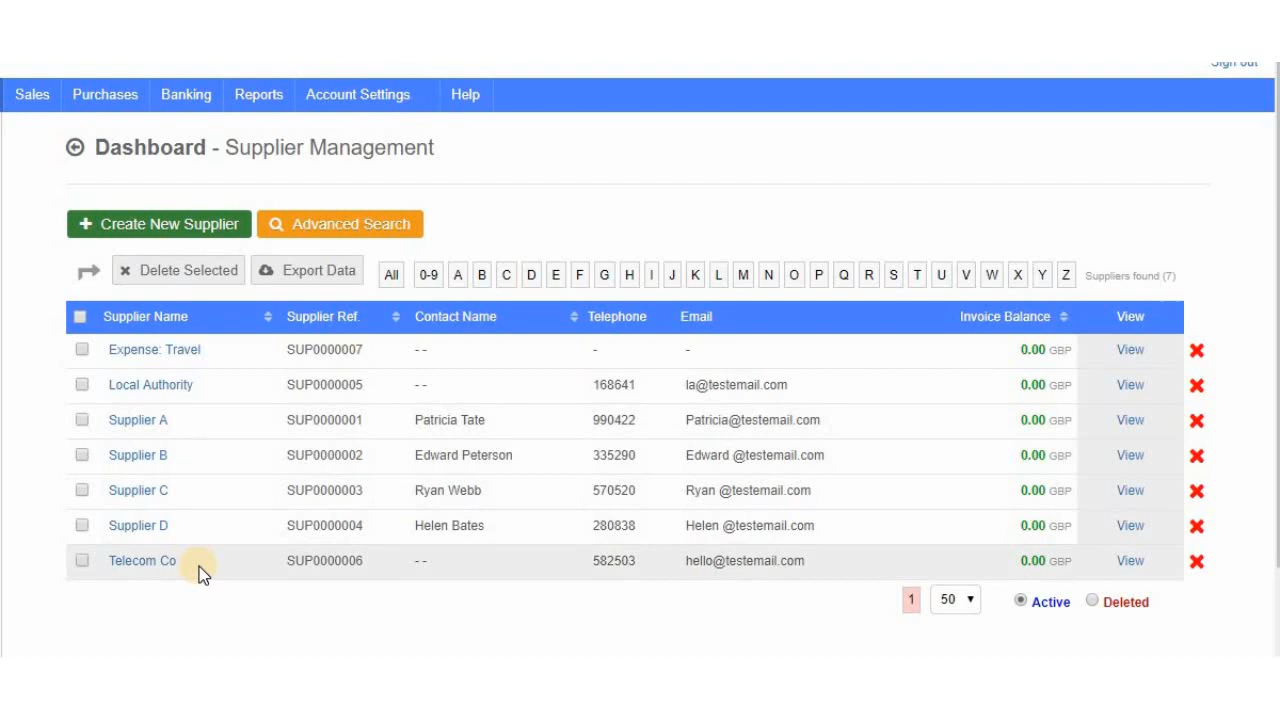 Sign out
Sales Purchases Banking Reports Account Settings Help
Dashboard - Supplier Management
Create New Supplier Advanced Search
Delete Selected Export Data All 0-9 A B C D E F G H I J K L M N O P Q R S T U V W X Y Z Suppliers found (7)
Supplier Name Supplier Ref. Contact Name Telephone Email Invoice Balance View
Expense: Travel SUP0000007 - - - - 0.00 GBP View
Local Authority SUP0000005 - - 168641 la@testemail.com 0.00 GBP View
Supplier A SUP0000001 Patricia Tate 990422 Patricia@testemail.com 0.00 GBP View
Supplier B SUP0000002 Edward Peterson 335290 Edward @testemail.com 0.00 GBP View
Supplier C SUP0000003 Ryan Webb 570520 Ryan @testemail.com 0.00 GBP View
Supplier D SUP0000004 Helen Bates 280838 Helen @testemail.com 0.00 GBP View
Telecom Co SUP0000006 - - 582503 hello@testemail.com 0.00 GBP View
1 50 Active Deleted